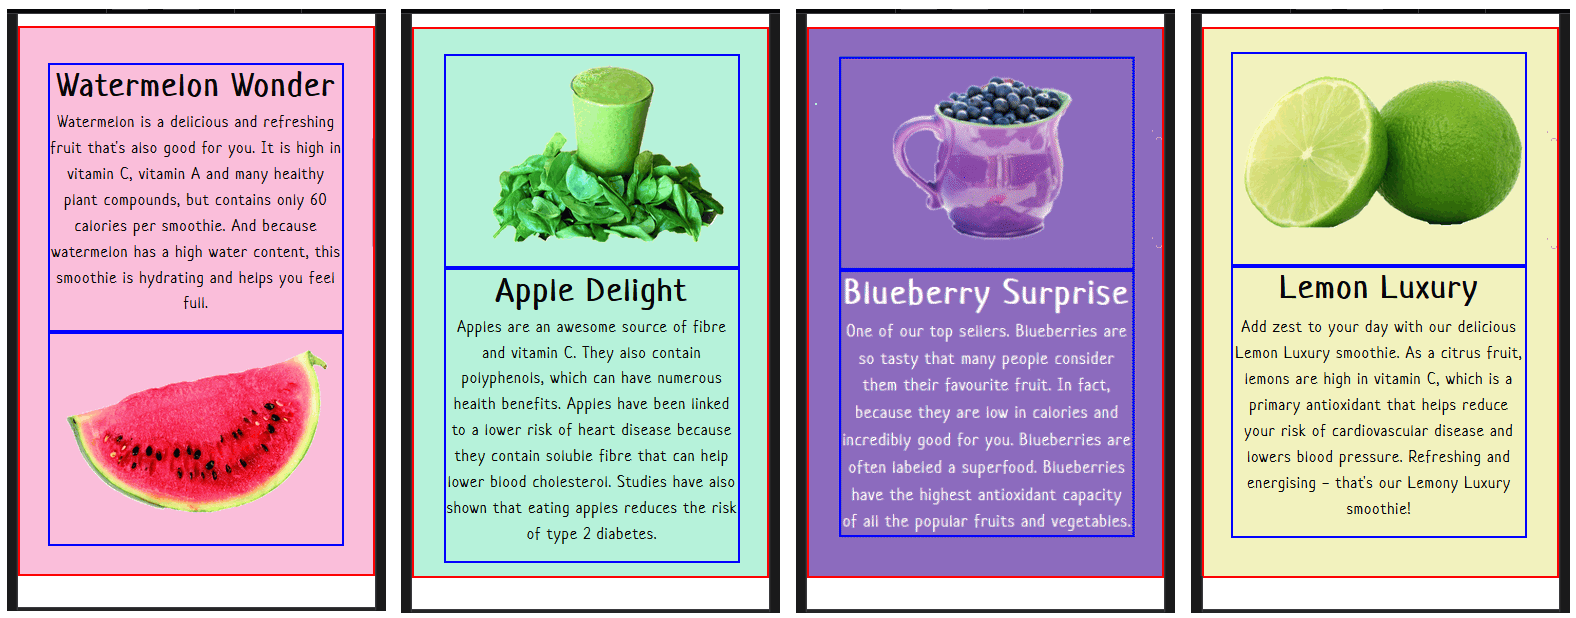 Watermelon Wonder
Watermelon is a delicious and refreshing
fruit that's also good for you. It is high in
vitamin C, vitamin A and many healthy
plant compounds, but contains only 60
calories per smoothie. And because
watermelon has a high water content, this
smoothie is hydrating and helps you feel
full.
Apple Delight
Apples are an awesome source of fibre
and vitamin C. They also contain
polyphenols, which can have numerous
health benefits. Apples have been linked
to a lower risk of heart disease because
they contain soluble fibre that can help
lower blood cholesterol. Studies have also
shown that eating apples reduces the risk
of type 2 diabetes.
Blueberry Surprise
One of our top sellers. Blueberries are
so tasty that many people consider
them their favourite fruit. In fact,
because they are low in calories and
incredibly good for you. Blueberries are
often labeled a superfood. Blueberries
have the highest antioxidant capacity
of all the popular fruits and vegetables.
Lemon Luxury
Add zest to your day with our delicious
Lemon Luxury smoothie. As a citrus fruit,
lemons are high in vitamin C, which is a
primary antioxidant that helps reduce
your risk of cardiovascular disease and
lowers blood pressure. Refreshing and
energising – that's our Lemony Luxury
smoothie!